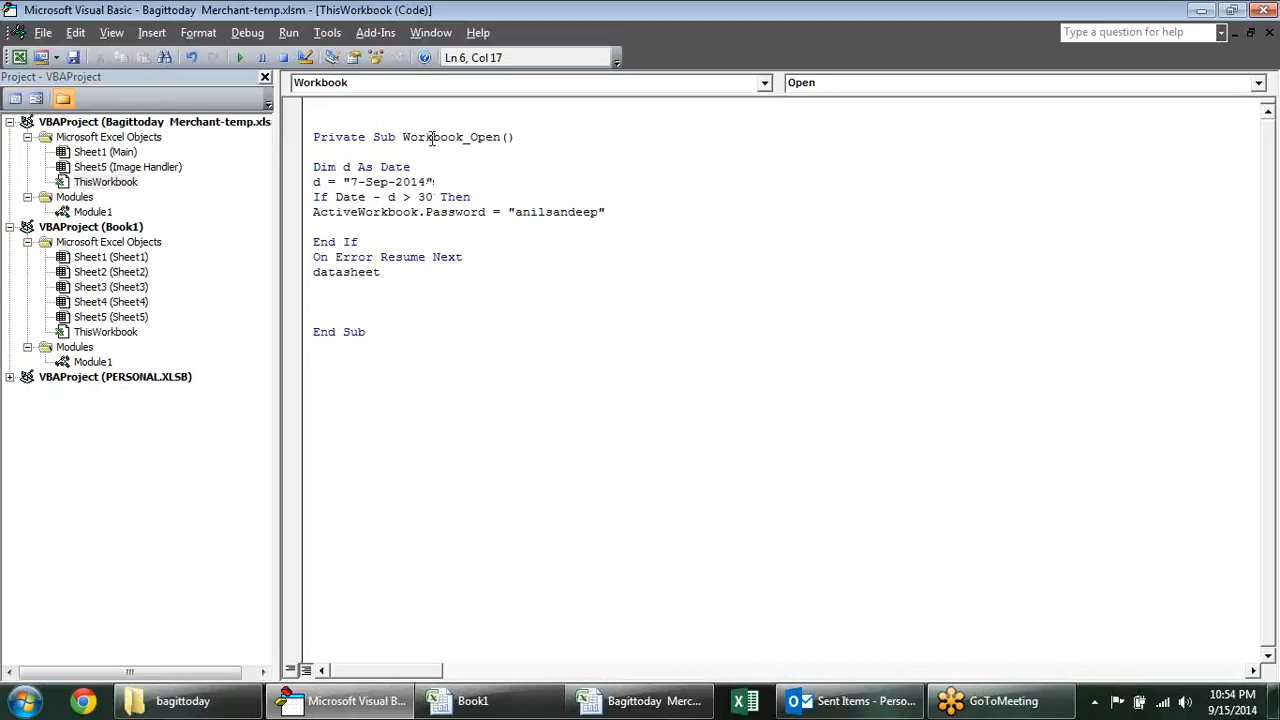 Microsoft Visual Basic - Bagittoday Merchant-temp.xlsm - [ThisWorkbook (Code)]
File Edit View Insert Format Debug Run Tools Add-Ins Window Help
Type a question for help
Ln 6, Col 17
Project - VBAProject
Workbook
Open
VBAProject (Bagittoday Merchant-temp.xls
Microsoft Excel Objects
Sheet1 (Main)
Sheet5 (Image Handler)
ThisWorkbook
Modules
Module1
VBAProject (Book1)
Microsoft Excel Objects
Sheet1 (Sheet1)
Sheet2 (Sheet2)
Sheet3 (Sheet3)
Sheet4 (Sheet4)
Sheet5 (Sheet5)
ThisWorkbook
Modules
Module1
VBAProject (PERSONAL.XLSB)
Private Sub Workbook_Open()
Dim d As Date
d = "7-Sep-2014"
If Date - d > 30 Then
ActiveWorkbook.Password = "anilsandeep"
End If
On Error Resume Next
datasheet
End Sub
bagittoday
Microsoft Visual B...
Book1
Bagittoday Merc...
Sent Items - Perso...
GoToMeeting
10:54 PM
9/15/2014